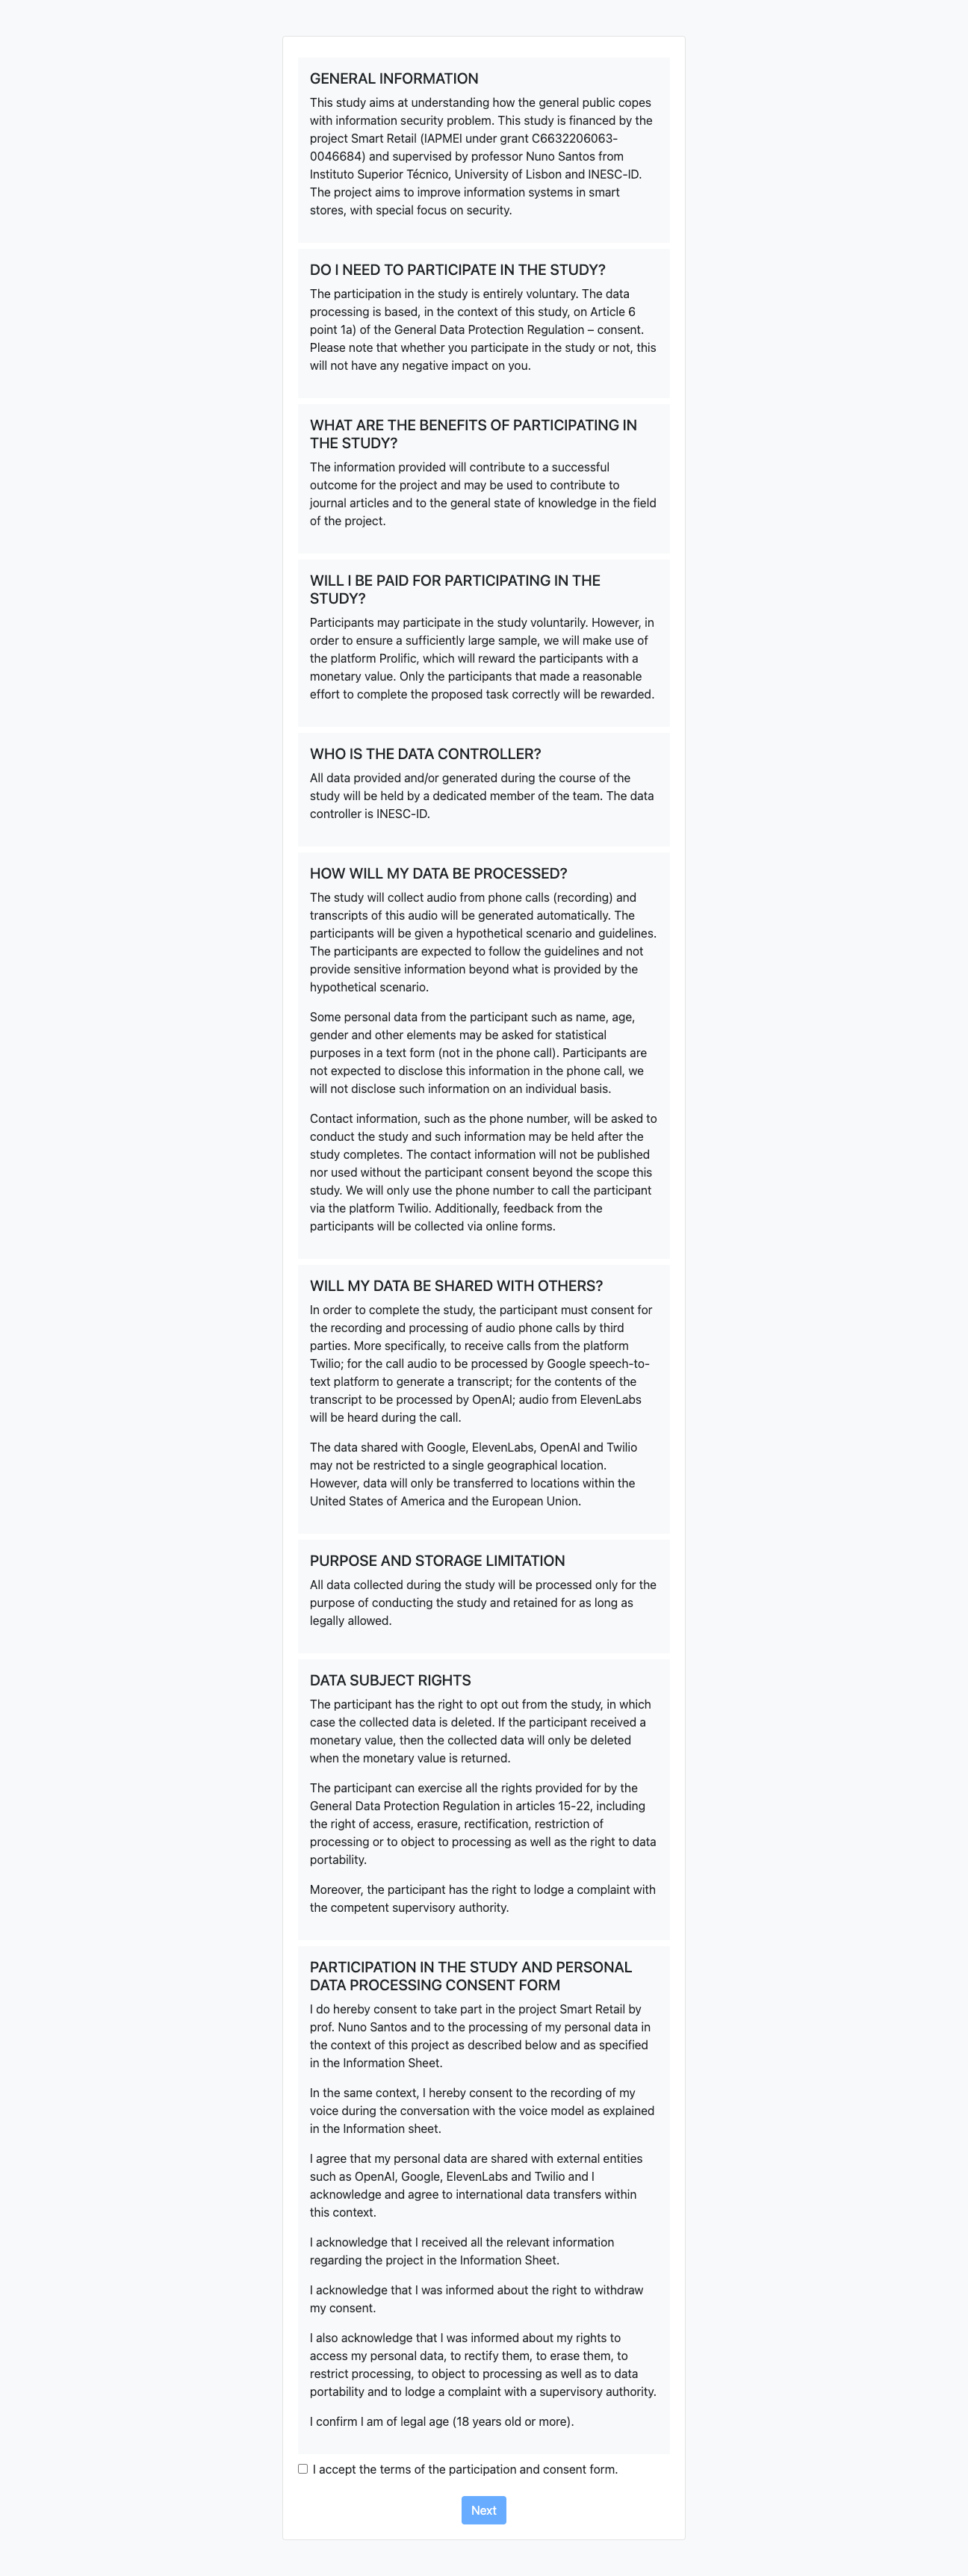 GENERAL INFORMATION
This study aims at understanding how the general public copes
with information security problem. This study is financed by the
project Smart Retail (IAPMEI under grant C6632206063-
0046684) and supervised by professor Nuno Santos from
Instituto Superior Técnico, University of Lisbon and INESC-ID.
The project aims to improve information systems in smart
stores, with special focus on security.
DO I NEED TO PARTICIPATE IN THE STUDY?
The participation in the study is entirely voluntary. The data
processing is based, in the context of this study, on Article 6
point 1a) of the General Data Protection Regulation – consent.
Please note that whether you participate in the study or not, this
will not have any negative impact on you.
WHAT ARE THE BENEFITS OF PARTICIPATING IN
THE STUDY?
The information provided will contribute to a successful
outcome for the project and may be used to contribute to
journal articles and to the general state of knowledge in the field
of the project.
WILL I BE PAID FOR PARTICIPATING IN THE
STUDY?
Participants may participate in the study voluntarily. However, in
order to ensure a sufficiently large sample, we will make use of
the platform Prolific, which will reward the participants with a
monetary value. Only the participants that made a reasonable
effort to complete the proposed task correctly will be rewarded.
WHO IS THE DATA CONTROLLER?
All data provided and/or generated during the course of the
study will be held by a dedicated member of the team. The data
controller is INESC-ID.
HOW WILL MY DATA BE PROCESSED?
The study will collect audio from phone calls (recording) and
transcripts of this audio will be generated automatically. The
participants will be given a hypothetical scenario and guidelines.
The participants are expected to follow the guidelines and not
provide sensitive information beyond what is provided by the
hypothetical scenario.
Some personal data from the participant such as name, age,
gender and other elements may be asked for statistical
purposes in a text form (not in the phone call). Participants are
not expected to disclose this information in the phone call, we
will not disclose such information on an individual basis.
Contact information, such as the phone number, will be asked to
conduct the study and such information may be held after the
study completes. The contact information will not be published
nor used without the participant consent beyond the scope this
study. We will only use the phone number to call the participant
via the platform Twilio. Additionally, feedback from the
participants will be collected via online forms.
WILL MY DATA BE SHARED WITH OTHERS?
In order to complete the study, the participant must consent for
the recording and processing of audio phone calls by third
parties. More specifically, to receive calls from the platform
Twilio; for the call audio to be processed by Google speech-to-
text platform to generate a transcript; for the contents of the
transcript to be processed by OpenAI; audio from ElevenLabs
will be heard during the call.
The data shared with Google, ElevenLabs, OpenAI and Twilio
may not be restricted to a single geographical location.
However, data will only be transferred to locations within the
United States of America and the European Union.
PURPOSE AND STORAGE LIMITATION
All data collected during the study will be processed only for the
purpose of conducting the study and retained for as long as
legally allowed.
DATA SUBJECT RIGHTS
The participant has the right to opt out from the study, in which
case the collected data is deleted. If the participant received a
monetary value, then the collected data will only be deleted
when the monetary value is returned.
The participant can exercise all the rights provided for by the
General Data Protection Regulation in articles 15-22, including
the right of access, erasure, rectification, restriction of
processing or to object to processing as well as the right to data
portability.
Moreover, the participant has the right to lodge a complaint with
the competent supervisory authority.
PARTICIPATION IN THE STUDY AND PERSONAL
DATA PROCESSING CONSENT FORM
I do hereby consent to take part in the project Smart Retail by
prof. Nuno Santos and to the processing of my personal data in
the context of this project as described below and as specified
in the Information Sheet.
In the same context, I hereby consent to the recording of my
voice during the conversation with the voice model as explained
in the Information sheet.
I agree that my personal data are shared with external entities
such as OpenAI, Google, ElevenLabs and Twilio and I
acknowledge and agree to international data transfers within
this context.
I acknowledge that I received all the relevant information
regarding the project in the Information Sheet.
I acknowledge that I was informed about the right to withdraw
my consent.
I also acknowledge that I was informed about my rights to
access my personal data, to rectify them, to erase them, to
restrict processing, to object to processing as well as to data
portability and to lodge a complaint with a supervisory authority.
I confirm I am of legal age (18 years old or more).
I accept the terms of the participation and consent form.
Next